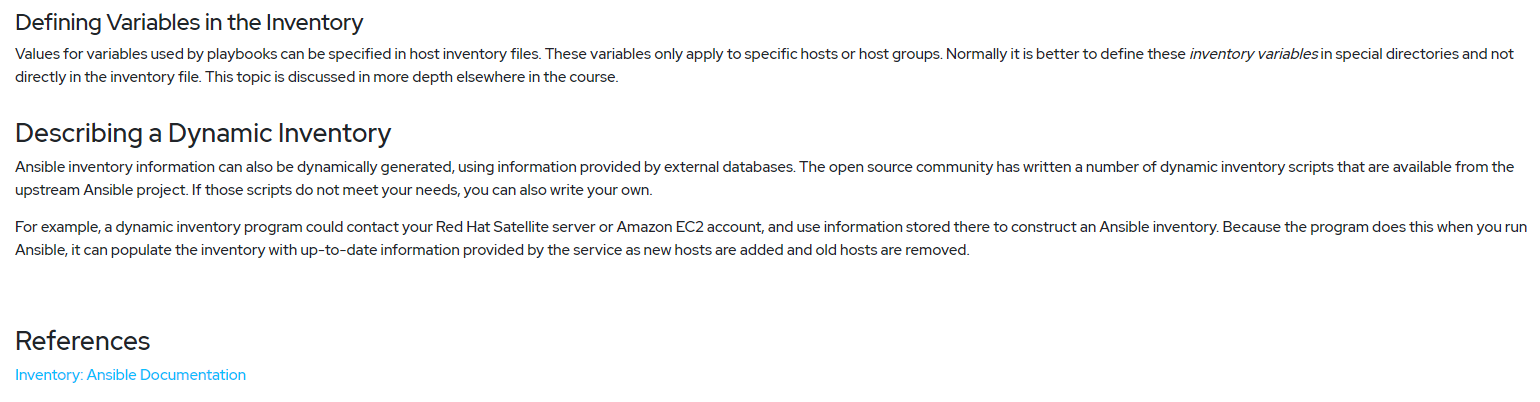 Defining Variables in the Inventory
Values for variables used by playbooks can be specified in host inventory files. These variables only apply to specific hosts or host groups. Normally it is better to define these inventory variables in special directories and not
directly in the inventory file. This topic is discussed in more depth elsewhere in the course.
Describing a Dynamic Inventory
Ansible inventory information can also be dynamically generated, using information provided by external databases. The open source community has written a number of dynamic inventory scripts that are available from the
upstream Ansible project. If those scripts do not meet your needs, you can also write your own.
For example, a dynamic inventory program could contact your Red Hat Satellite server or Amazon EC2 account, and use information stored there to construct an Ansible inventory. Because the program does this when you run
Ansible, it can populate the inventory with up-to-date information provided by the service as new hosts are added and old hosts are removed.
References
Inventory: Ansible Documentation